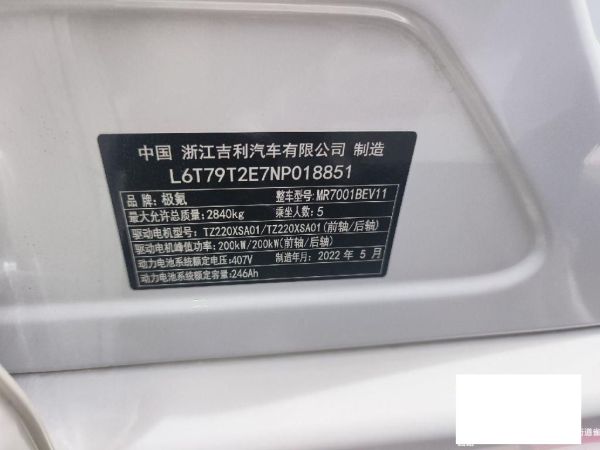 中国 浙江吉利汽车有限公司 制造
L6T79T2E7NP018851
品牌:极氪 整车型号:MR7001BEV11
最大允许总质量:2840kg 乘坐人数:5
驱动电机型号:TZ220XSA01/TZ220XSA01(前轴/后轴)
驱动电机峰值功率:200kW/200kW(前轴/后轴)
动力电池系统额定电压:407V 制造年月:2022 年 5 月
动力电池系统额定容量:246Ah
街道雀